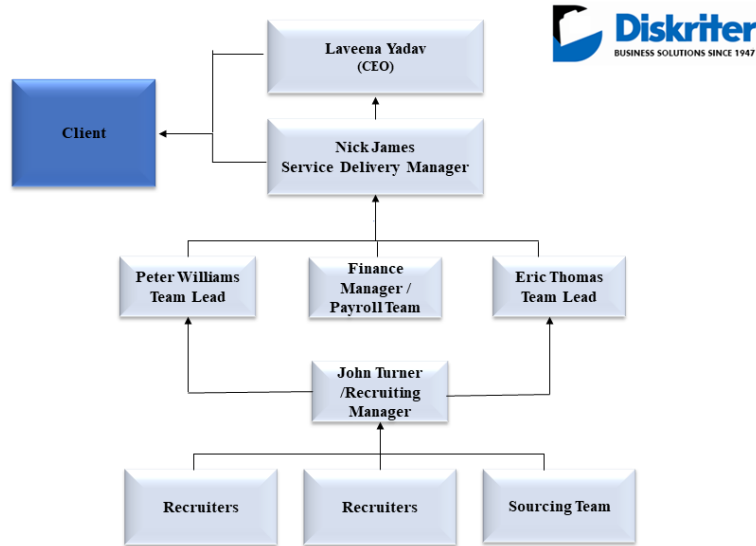 Diskriter
BUSINESS SOLUTIONS SINCE 1947
Laveena Yadav
(CEO)
Client
Nick James
Service Delivery Manager
Peter Williams
Team Lead
Finance
Manager /
Payroll Team
Eric Thomas
Team Lead
John Turner
/Recruiting
Manager
Recruiters
Recruiters
Sourcing Team